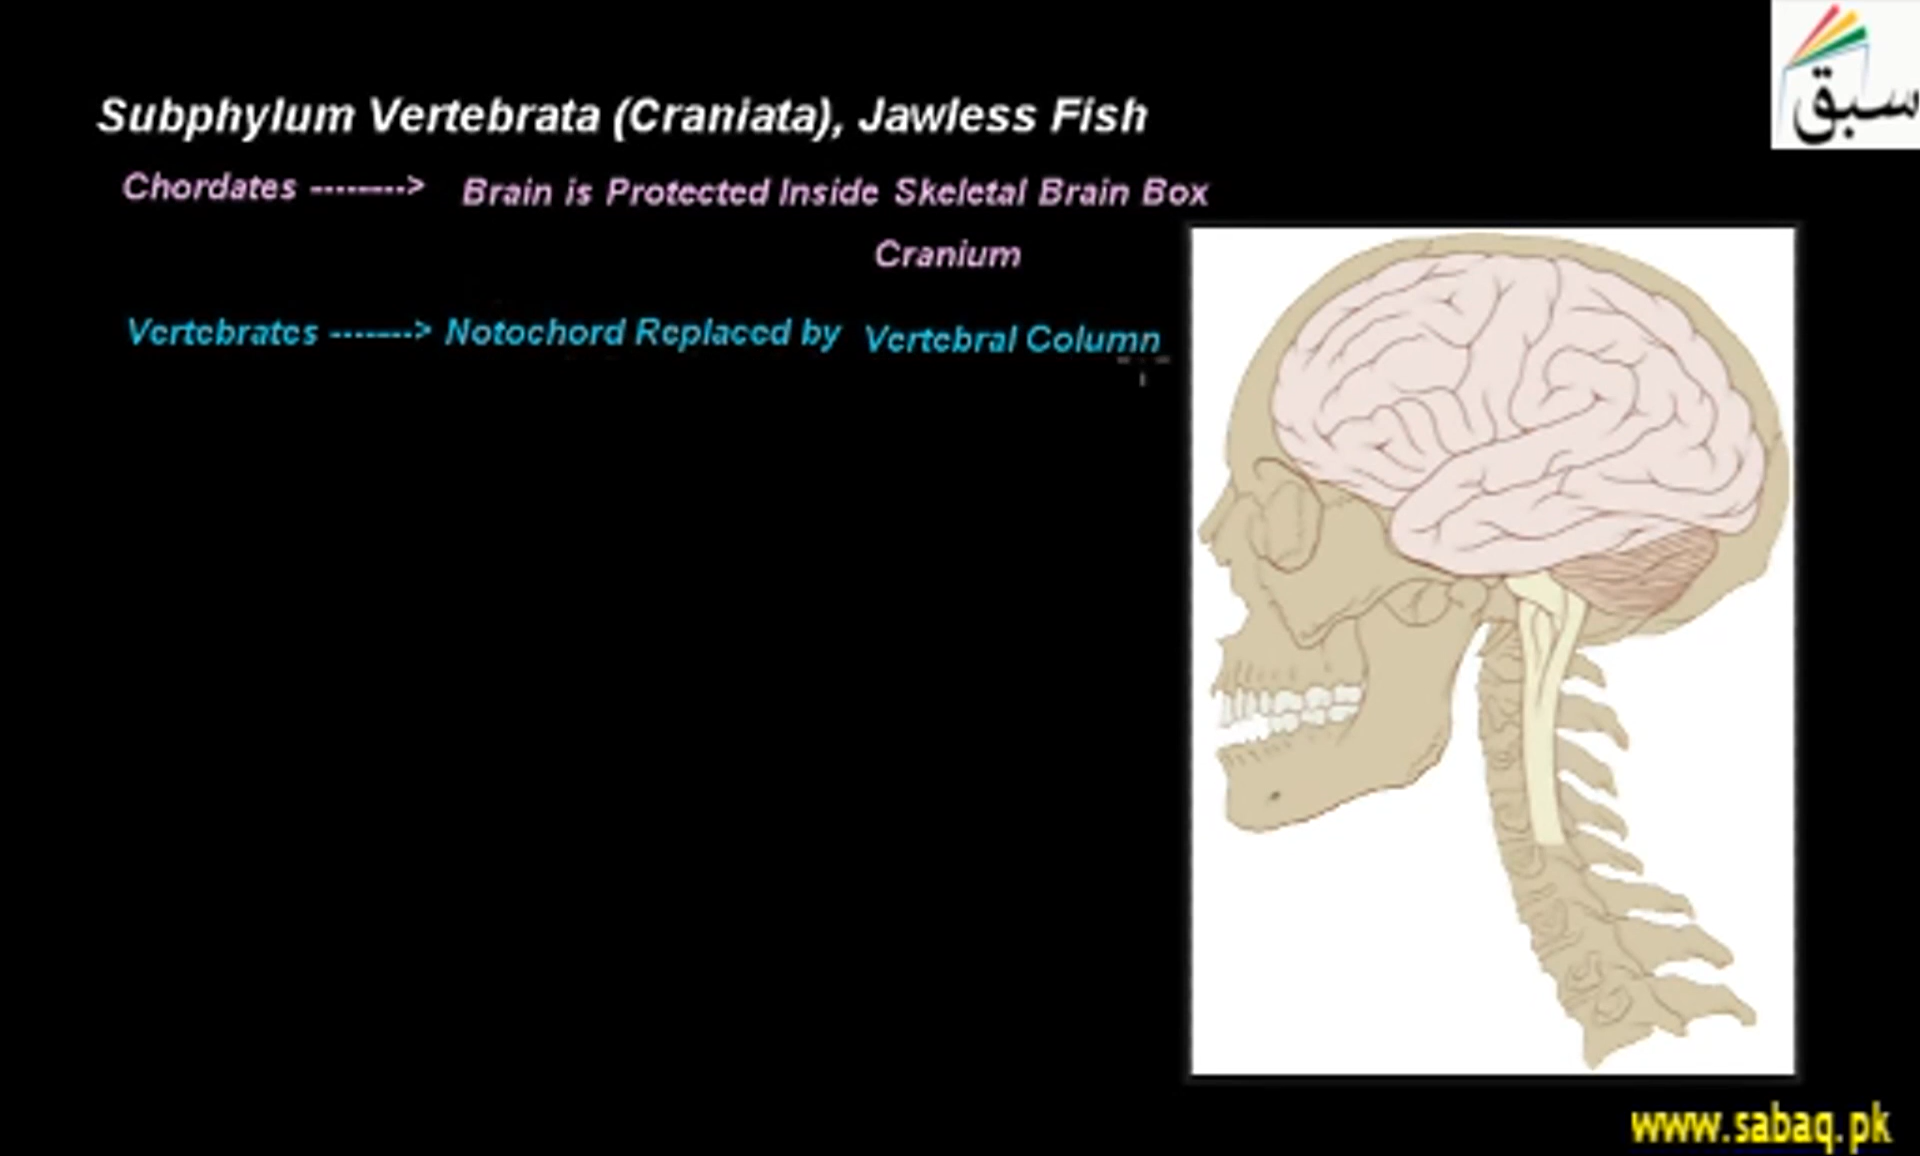 سبق
Subphylum Vertebrata (Craniata), Jawless Fish
Chordates --------> Brain is Protected Inside Skeletal Brain Box
Cranium
Vertebrates -------> Notochord Replaced by Vertebral Column
www.sabaq.pk